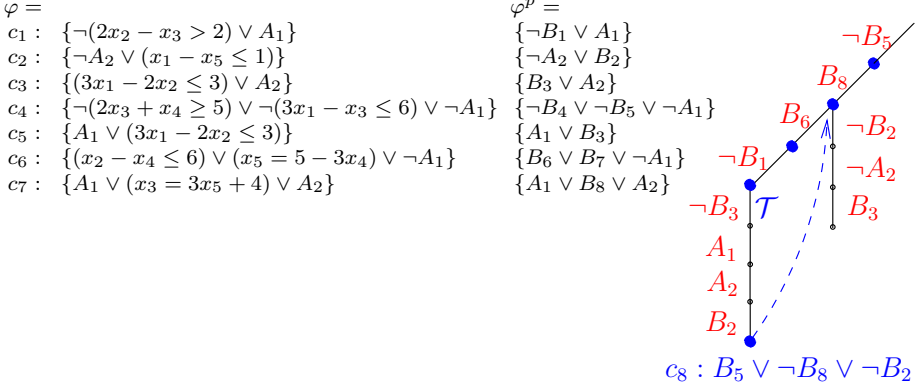 φ =
φᵖ =
c₁ : {¬(2x₂ − x₃ > 2) ∨ A₁} {¬B₁ ∨ A₁}
c₂ : {¬A₂ ∨ (x₁ − x₅ ≤ 1)} {¬A₂ ∨ B₂}
c₃ : {(3x₁ − 2x₂ ≤ 3) ∨ A₂} {B₃ ∨ A₂}
c₄ : {¬(2x₃ + x₄ ≥ 5) ∨ ¬(3x₁ − x₃ ≤ 6) ∨ ¬A₁} {¬B₄ ∨ ¬B₅ ∨ ¬A₁}
c₅ : {A₁ ∨ (3x₁ − 2x₂ ≤ 3)} {A₁ ∨ B₃}
c₆ : {(x₂ − x₄ ≤ 6) ∨ (x₅ = 5 − 3x₄) ∨ ¬A₁} {B₆ ∨ B₇ ∨ ¬A₁}
c₇ : {A₁ ∨ (x₃ = 3x₅ + 4) ∨ A₂} {A₁ ∨ B₈ ∨ A₂}
¬B₅
B₈
B₆
¬B₁
¬B₃
𝒯
A₁
A₂
B₂
¬B₂
¬A₂
B₃
c₈ : B₅ ∨ ¬B₈ ∨ ¬B₂